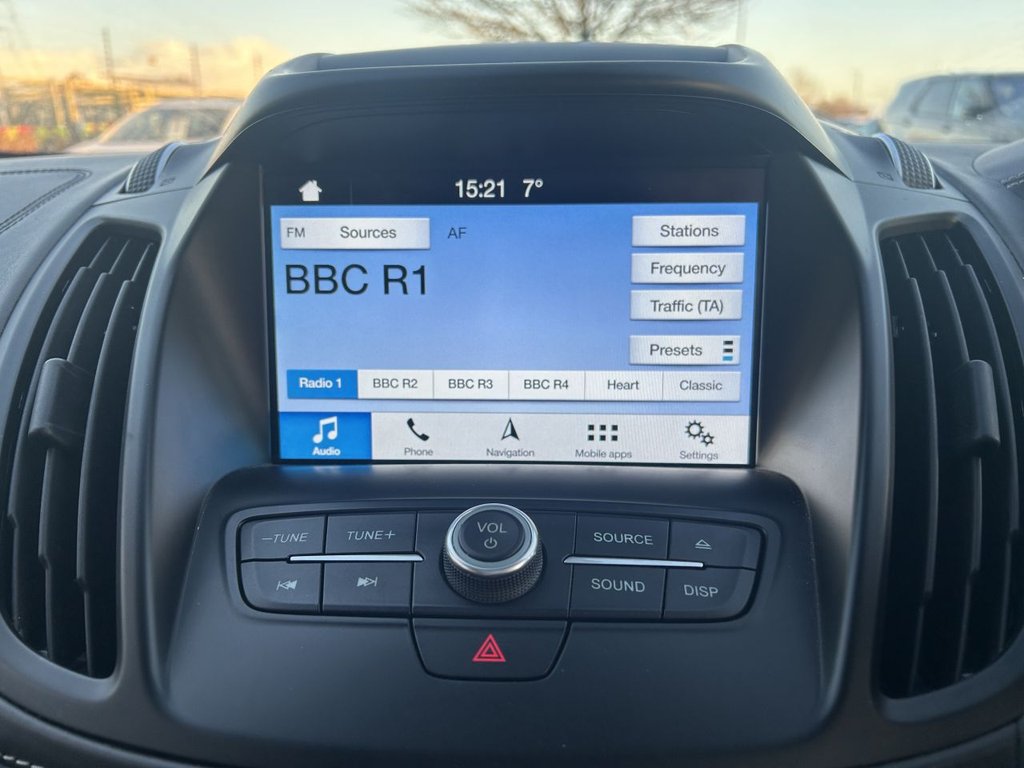 15:21 7°
FM Sources AF Stations
BBC R1
Frequency
Traffic (TA)
Presets
Radio 1 BBC R2 BBC R3 BBC R4 Heart Classic
Audio Phone Navigation Mobile apps Settings
–TUNE TUNE+ VOL SOURCE
SOUND DISP